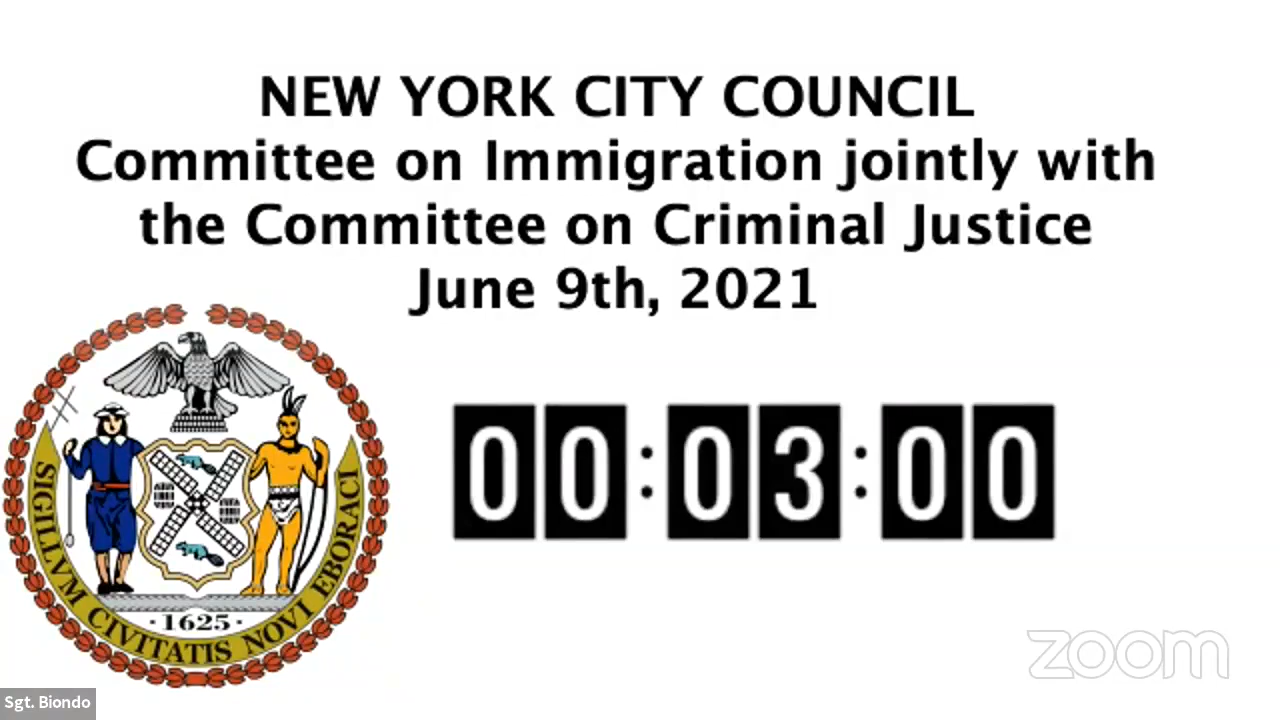 NEW YORK CITY COUNCIL
Committee on Immigration jointly with
the Committee on Criminal Justice
June 9th, 2021
00:03:00
SIGILLVM CIVITATIS NOVI EBORACI
·1625·
zoom
Sgt. Biondo